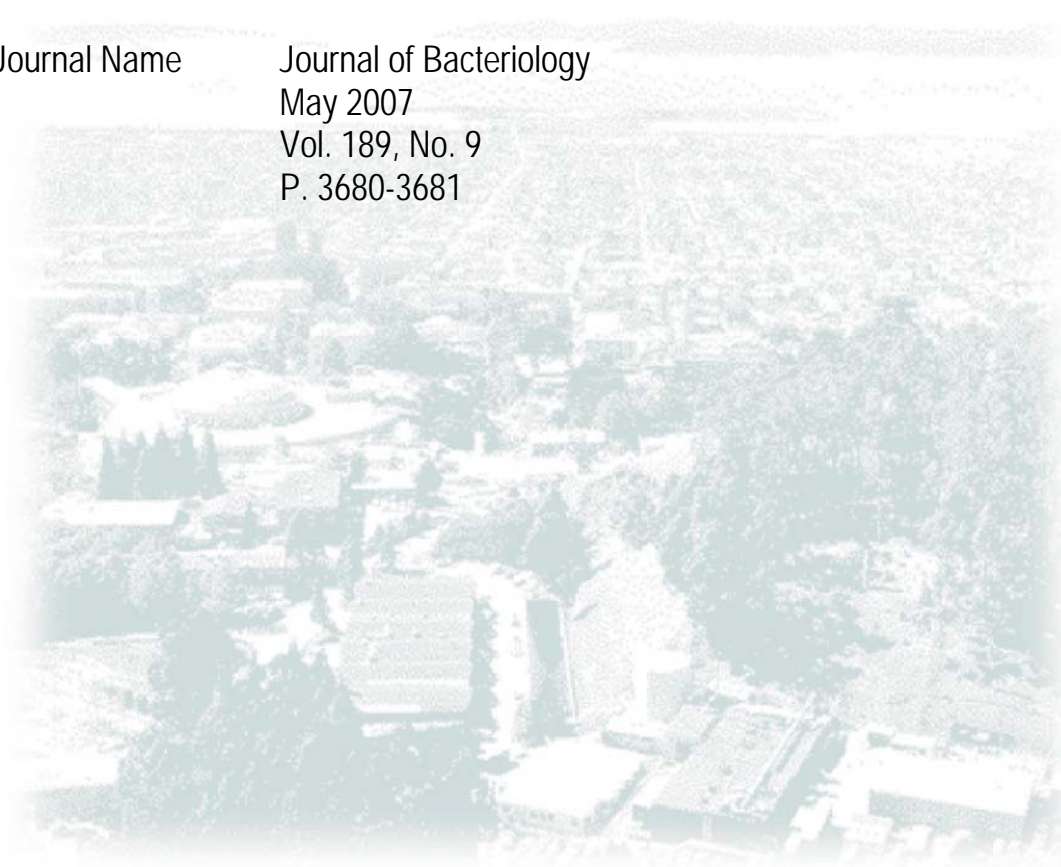 Journal Name Journal of Bacteriology
May 2007
Vol. 189, No. 9
P. 3680-3681